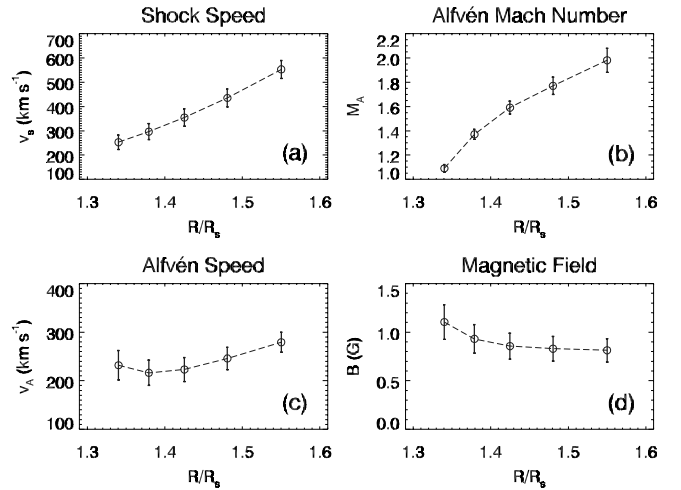 Shock Speed
700
600
500
400
300
200
100
v_s (km s⁻¹)
(a)
1.3 1.4 1.5 1.6
R/R_s
Alfvén Mach Number
2.2
2.0
1.8
1.6
1.4
1.2
1.0
M_A
(b)
1.3 1.4 1.5 1.6
R/R_s
Alfvén Speed
400
300
200
100
v_A (km s⁻¹)
(c)
1.3 1.4 1.5 1.6
R/R_s
Magnetic Field
1.5
1.0
0.5
0.0
B (G)
(d)
1.3 1.4 1.5 1.6
R/R_s